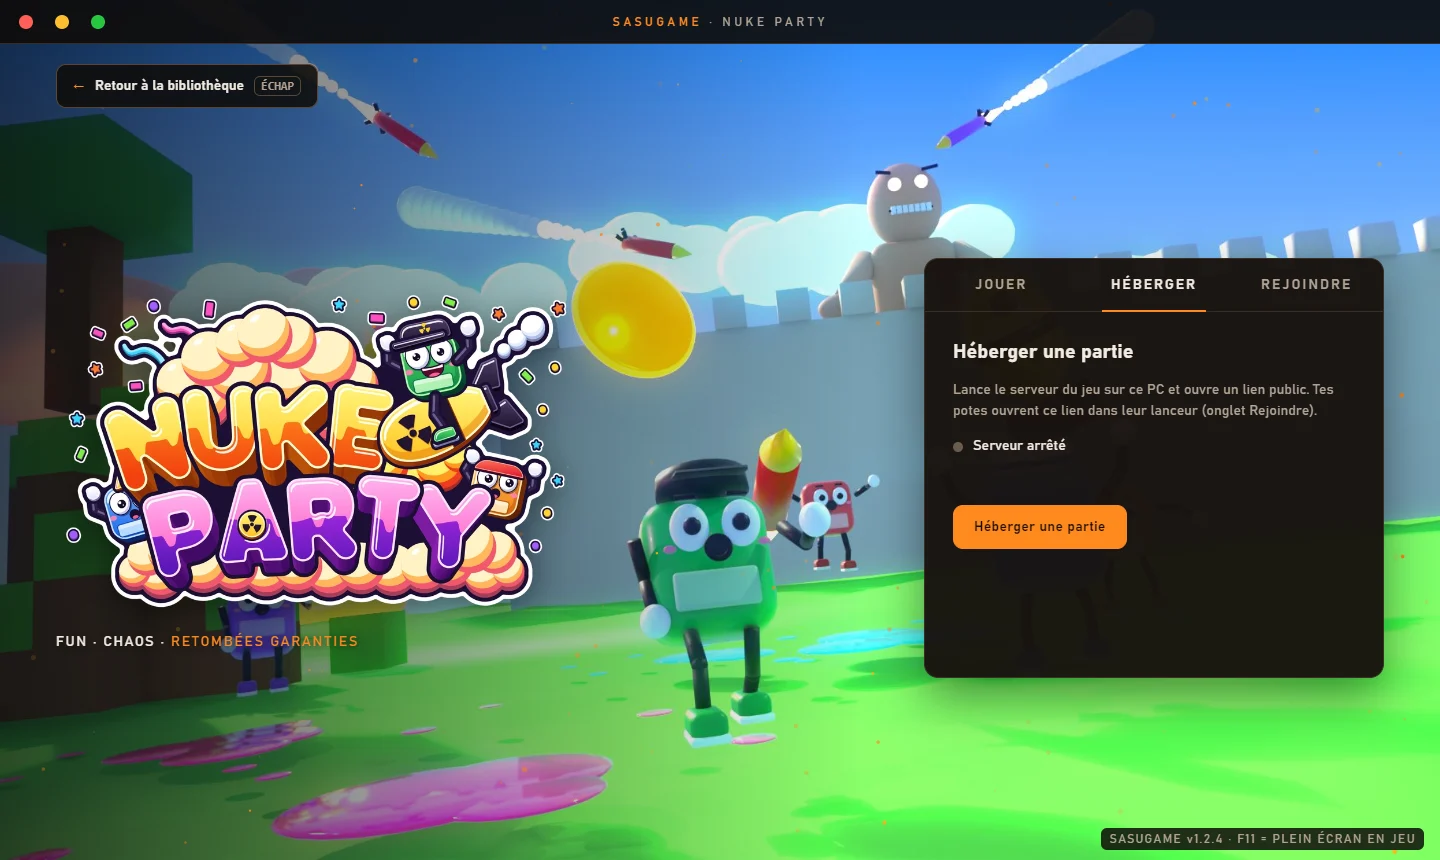 SASUGAME · NUKE PARTY
← Retour à la bibliothèque ÉCHAP
JOUER HÉBERGER REJOINDRE
NUKE
PARTY
Héberger une partie
Lance le serveur du jeu sur ce PC et ouvre un lien public. Tes
potes ouvrent ce lien dans leur lanceur (onglet Rejoindre).
Serveur arrêté
Héberger une partie
FUN · CHAOS · RETOMBÉES GARANTIES
SASUGAME v1.2.4 · F11 = PLEIN ÉCRAN EN JEU